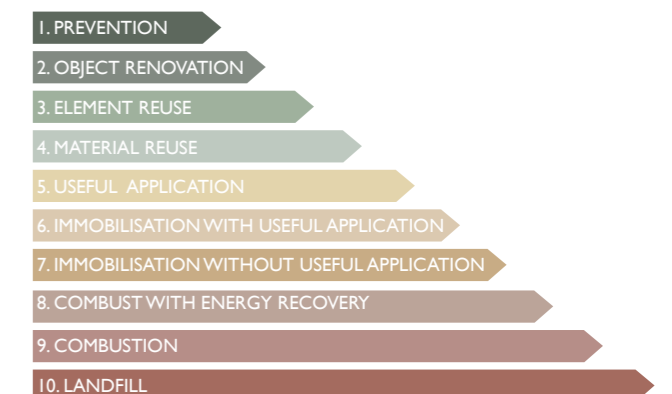 1. PREVENTION
2. OBJECT RENOVATION
3. ELEMENT REUSE
4. MATERIAL REUSE
5. USEFUL APPLICATION
6. IMMOBILISATION WITH USEFUL APPLICATION
7. IMMOBILISATION WITHOUT USEFUL APPLICATION
8. COMBUST WITH ENERGY RECOVERY
9. COMBUSTION
10. LANDFILL